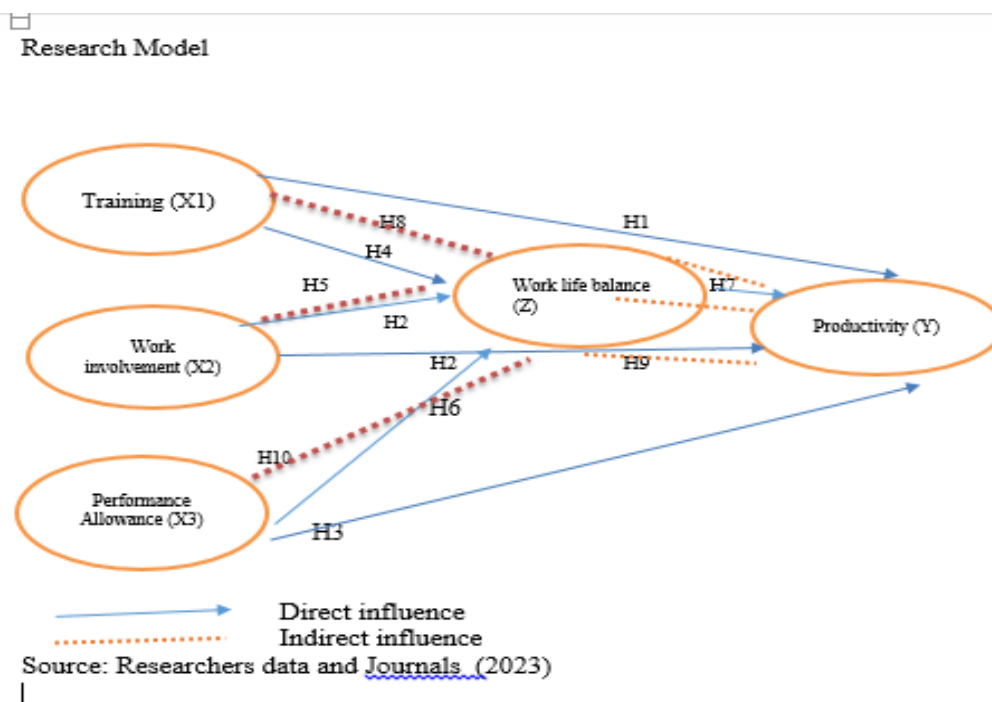 Research Model
Training (X1)
H8
H4
H1
H5
Work life balance
(Z)
H7
H2
Productivity (Y)
Work
involvement (X2)
H2
H9
H6
H10
Performance
Allowance (X3)
H3
Direct influence
Indirect influence
Source: Researchers data and Journals (2023)